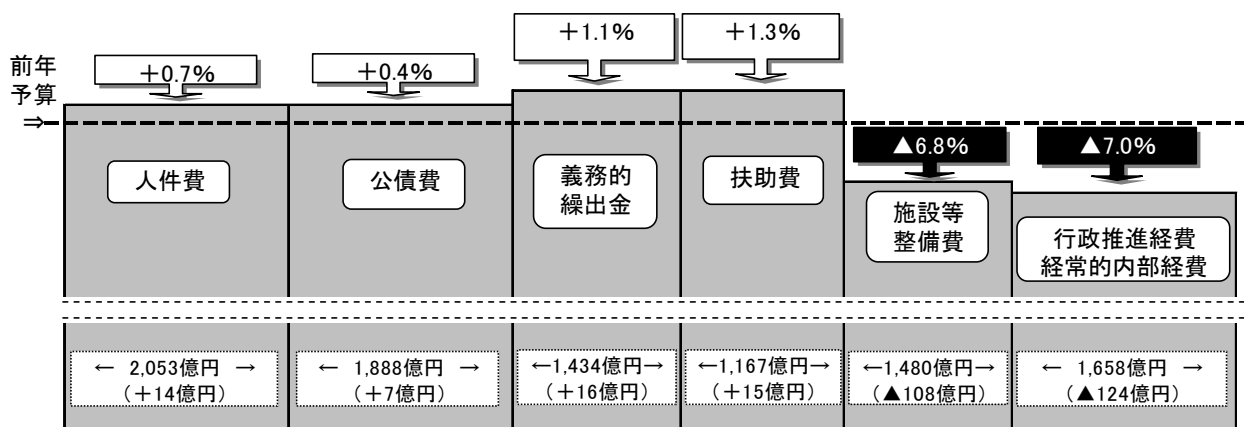 +1.1%
+1.3%
+0.7%
+0.4%
前年
予算
⇒
▲6.8%
▲7.0%
人件費
公債費
義務的
繰出金
扶助費
施設等
整備費
行政推進経費
経常的内部経費
← 2,053億円 →
(+14億円)
← 1,888億円 →
(+7億円)
←1,434億円→
(+16億円)
←1,167億円→
(+15億円)
←1,480億円→
(▲108億円)
← 1,658億円 →
(▲124億円)